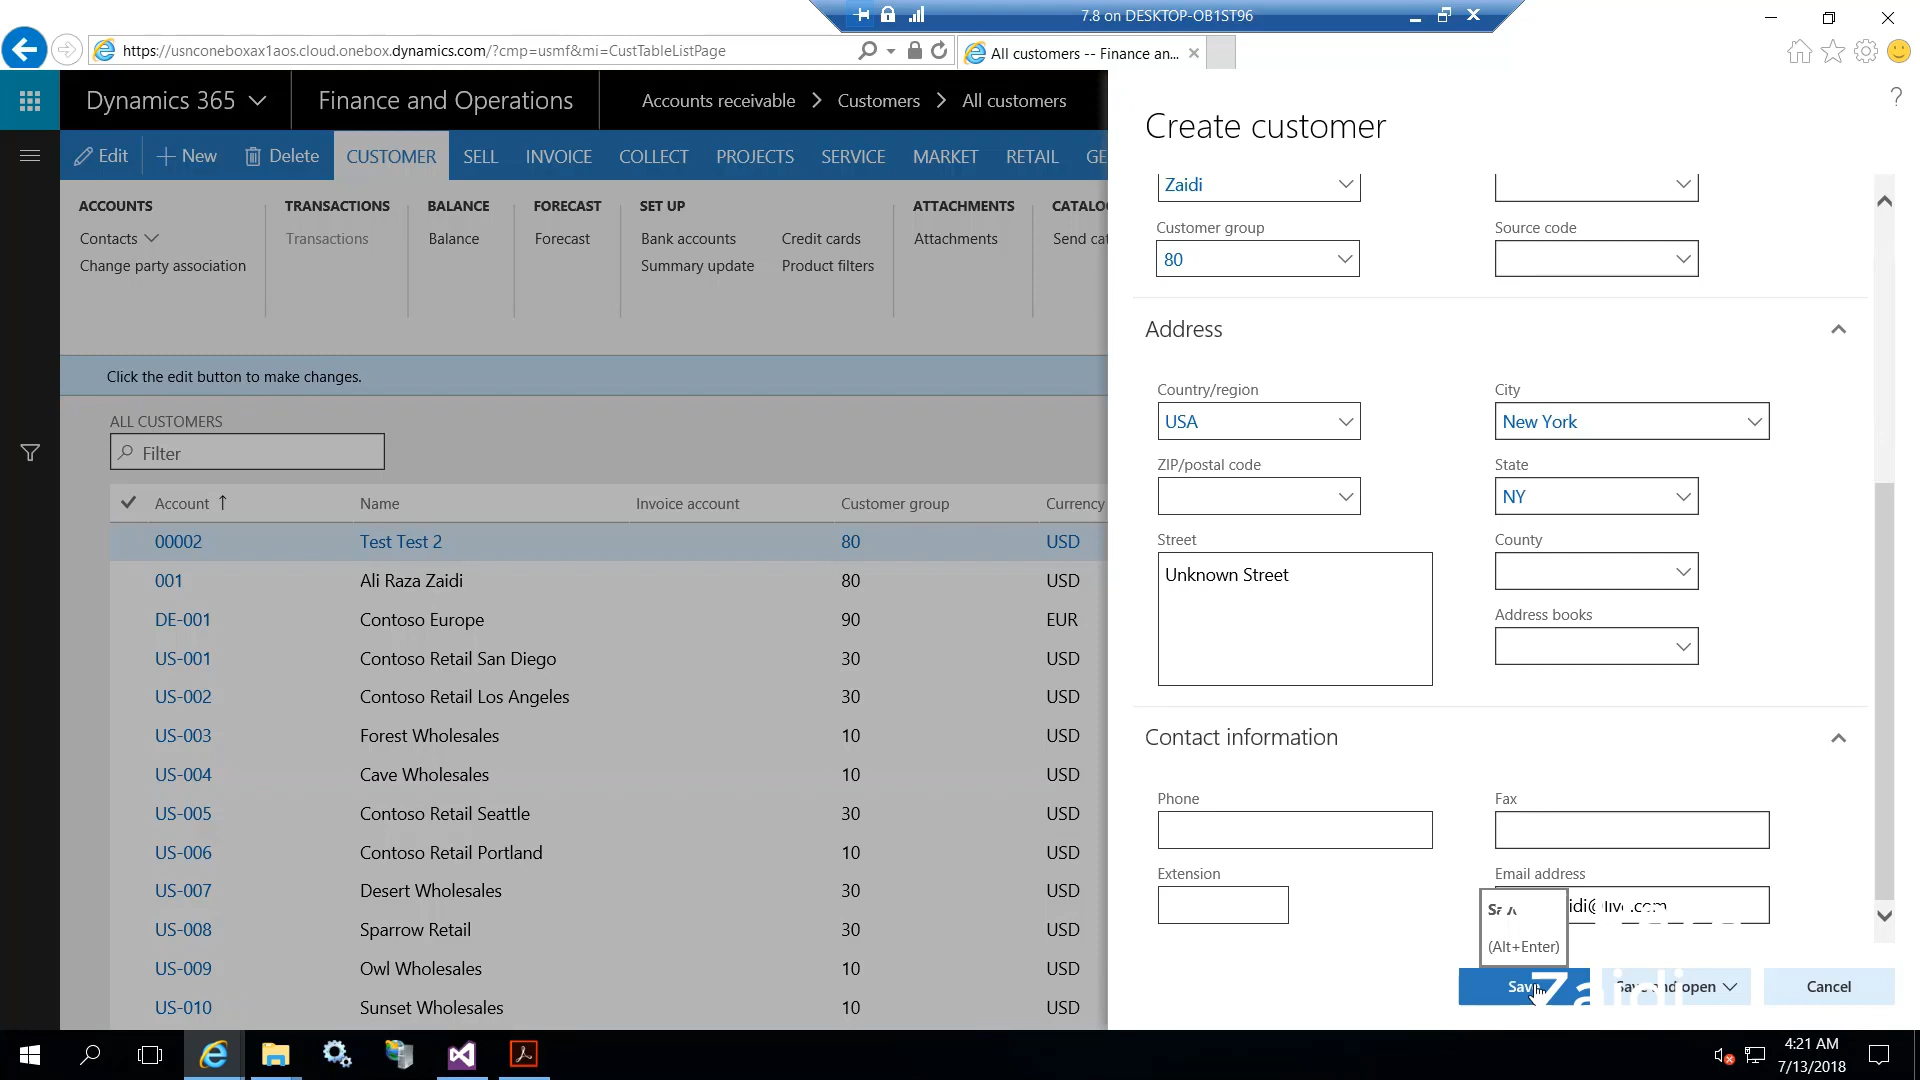 7.8 on DESKTOP-OB1ST96
https://usnconeboxax1aos.cloud.onebox.dynamics.com/?cmp=usmf&mi=CustTableListPage
All customers -- Finance an...
Dynamics 365
Finance and Operations
Accounts receivable > Customers > All customers
?
Create customer
Edit
New
Delete
CUSTOMER
SELL
INVOICE
COLLECT
PROJECTS
SERVICE
MARKET
RETAIL
GE
ACCOUNTS
Contacts
Change party association
TRANSACTIONS
Transactions
BALANCE
Balance
FORECAST
Forecast
SET UP
Bank accounts
Summary update
Credit cards
Product filters
ATTACHMENTS
Attachments
CATALO
Send cat
Click the edit button to make changes.
ALL CUSTOMERS
Filter
Account Name Invoice account Customer group Currency
00002 Test Test 2 80 USD
001 Ali Raza Zaidi 80 USD
DE-001 Contoso Europe 90 EUR
US-001 Contoso Retail San Diego 30 USD
US-002 Contoso Retail Los Angeles 30 USD
US-003 Forest Wholesales 10 USD
US-004 Cave Wholesales 10 USD
US-005 Contoso Retail Seattle 30 USD
US-006 Contoso Retail Portland 10 USD
US-007 Desert Wholesales 30 USD
US-008 Sparrow Retail 30 USD
US-009 Owl Wholesales 10 USD
US-010 Sunset Wholesales 10 USD
Zaidi
Customer group
80
Source code
Address
Country/region
USA
City
New York
ZIP/postal code
State
NY
Street
Unknown Street
County
Address books
Contact information
Phone
Fax
Extension
Email address
(Alt+Enter)
Save
Zaidi
Save and open
Cancel
4:21 AM
7/13/2018